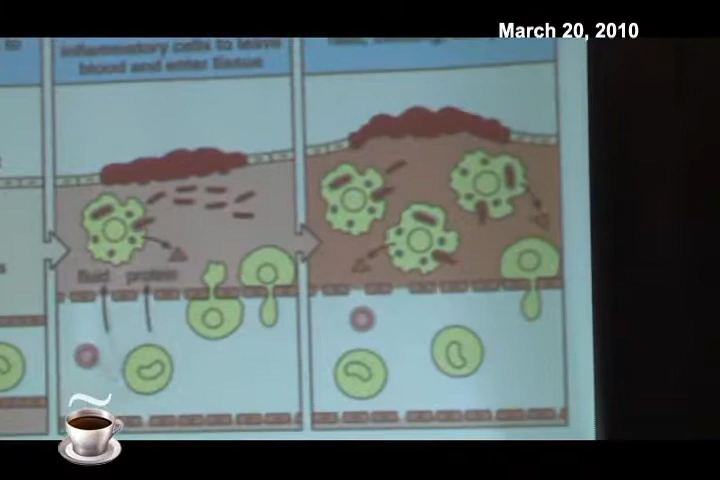 March 20, 2010
inflammatory cells to leave
blood and enter tissue
fluid protein